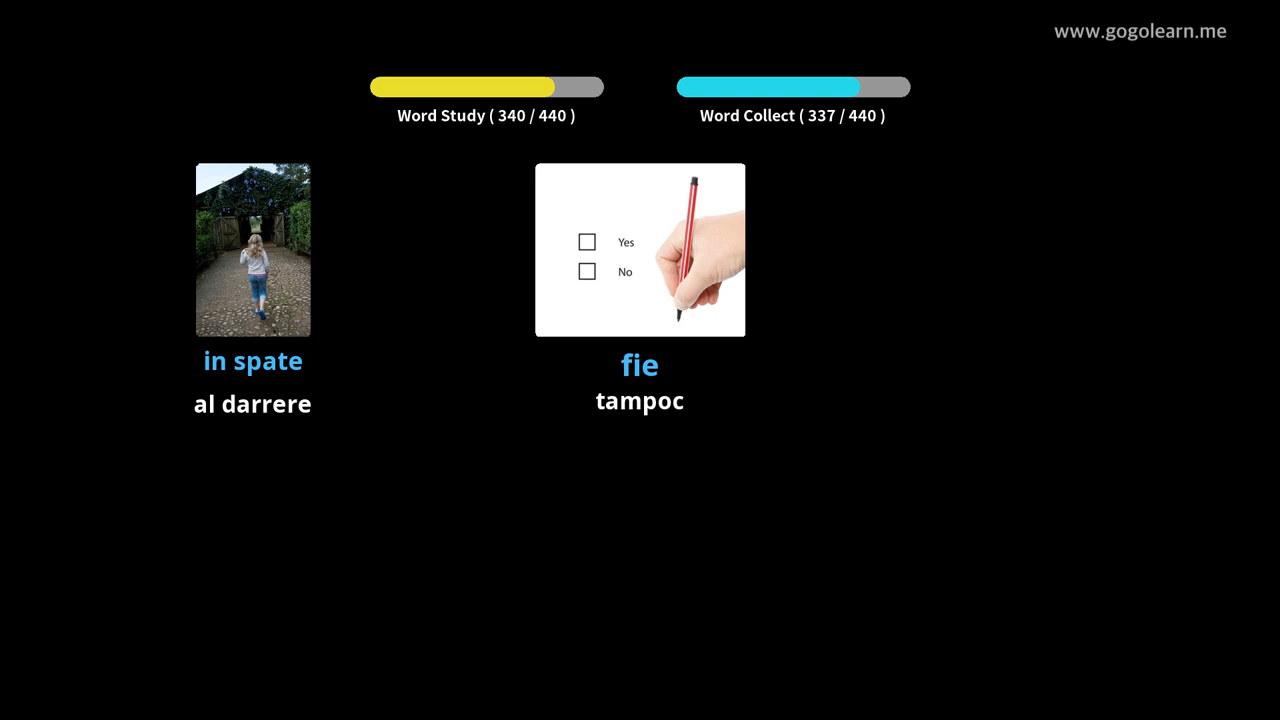 www.gogolearn.me
Word Study ( 340 / 440 )
Word Collect ( 337 / 440 )
Yes
No
in spate
al darrere
fie
tampoc